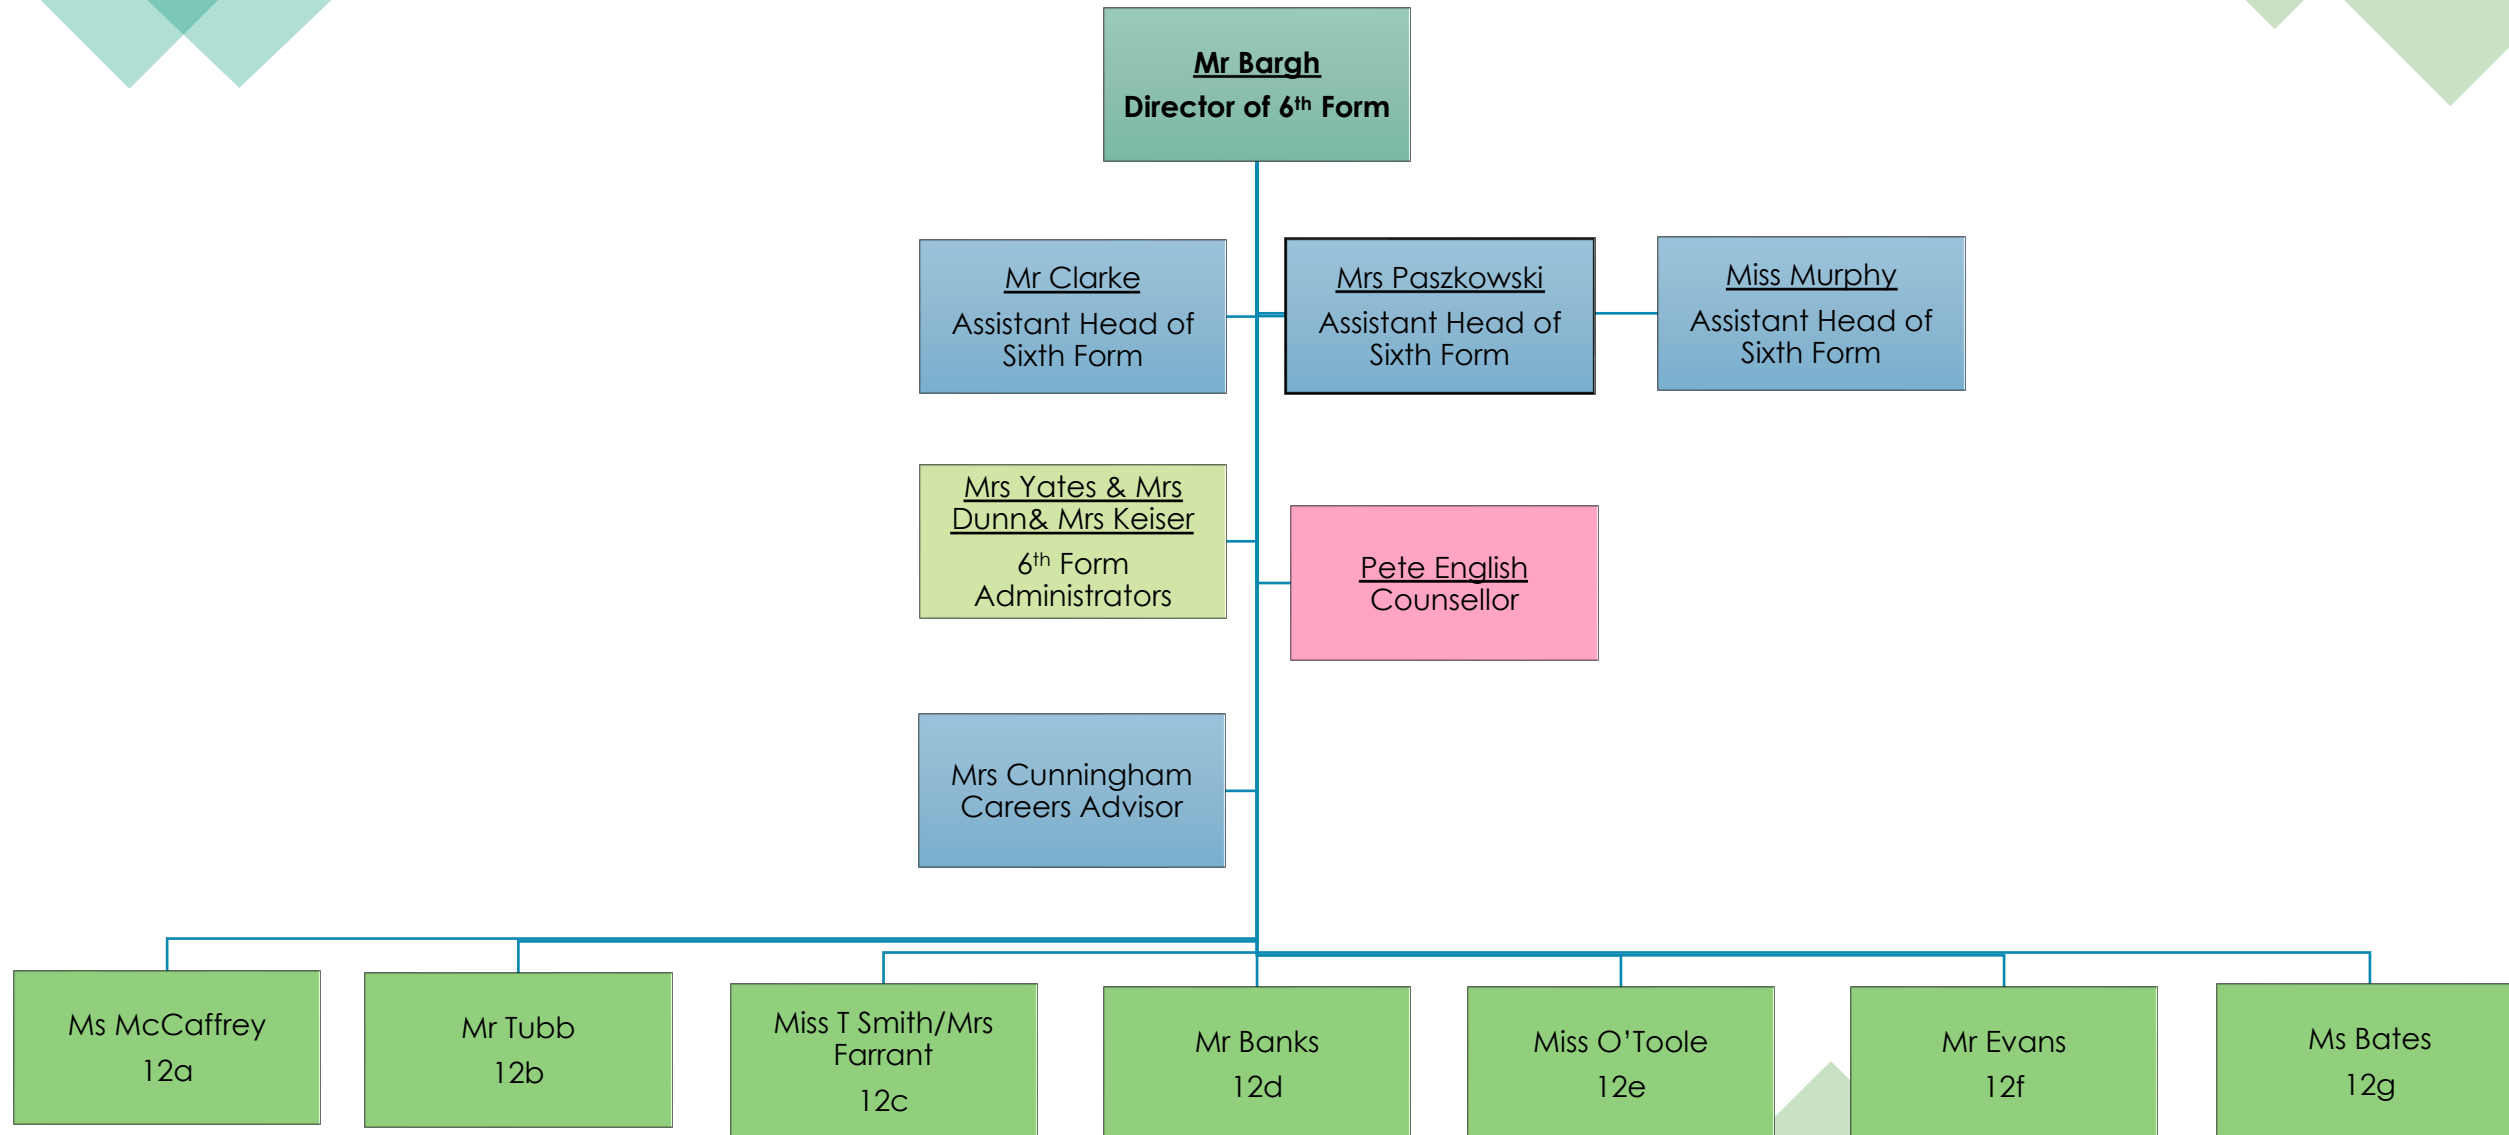 Mr Bargh
Director of 6th Form
Mr Clarke
Assistant Head of
Sixth Form
Mrs Paszkowski
Assistant Head of
Sixth Form
Miss Murphy
Assistant Head of
Sixth Form
Mrs Yates & Mrs
Dunn& Mrs Keiser
6th Form
Administrators
Pete English
Counsellor
Mrs Cunningham
Careers Advisor
Ms McCaffrey
12a
Mr Tubb
12b
Miss T Smith/Mrs
Farrant
12c
Mr Banks
12d
Miss O’Toole
12e
Mr Evans
12f
Ms Bates
12g